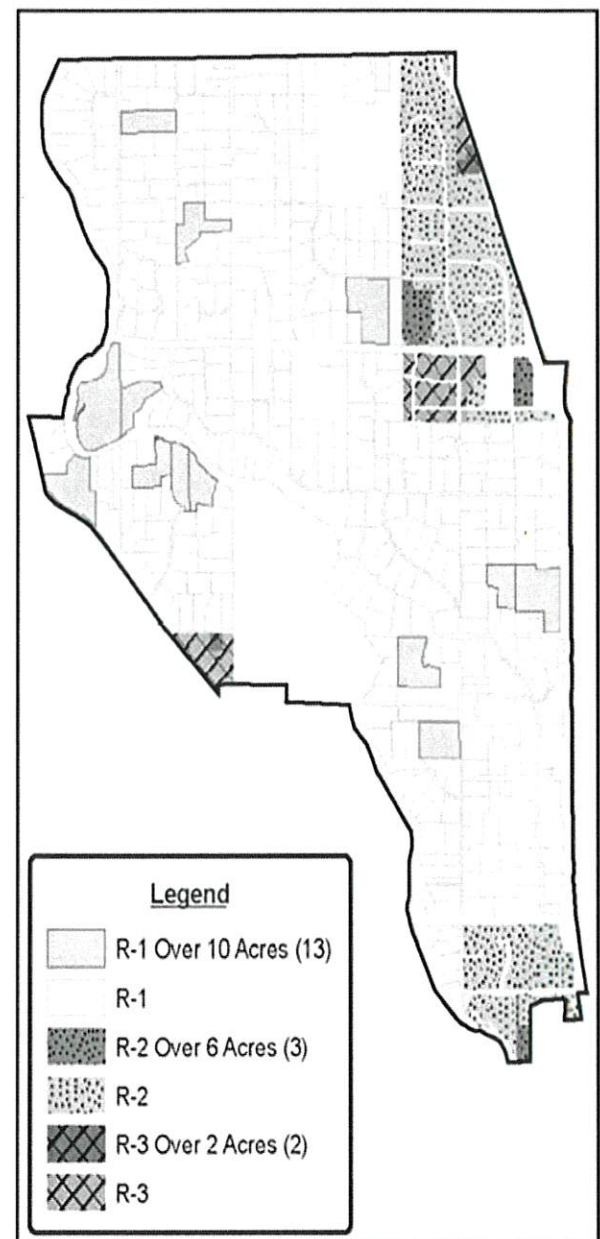 Legend
R-1 Over 10 Acres (13)
R-1
R-2 Over 6 Acres (3)
R-2
R-3 Over 2 Acres (2)
R-3